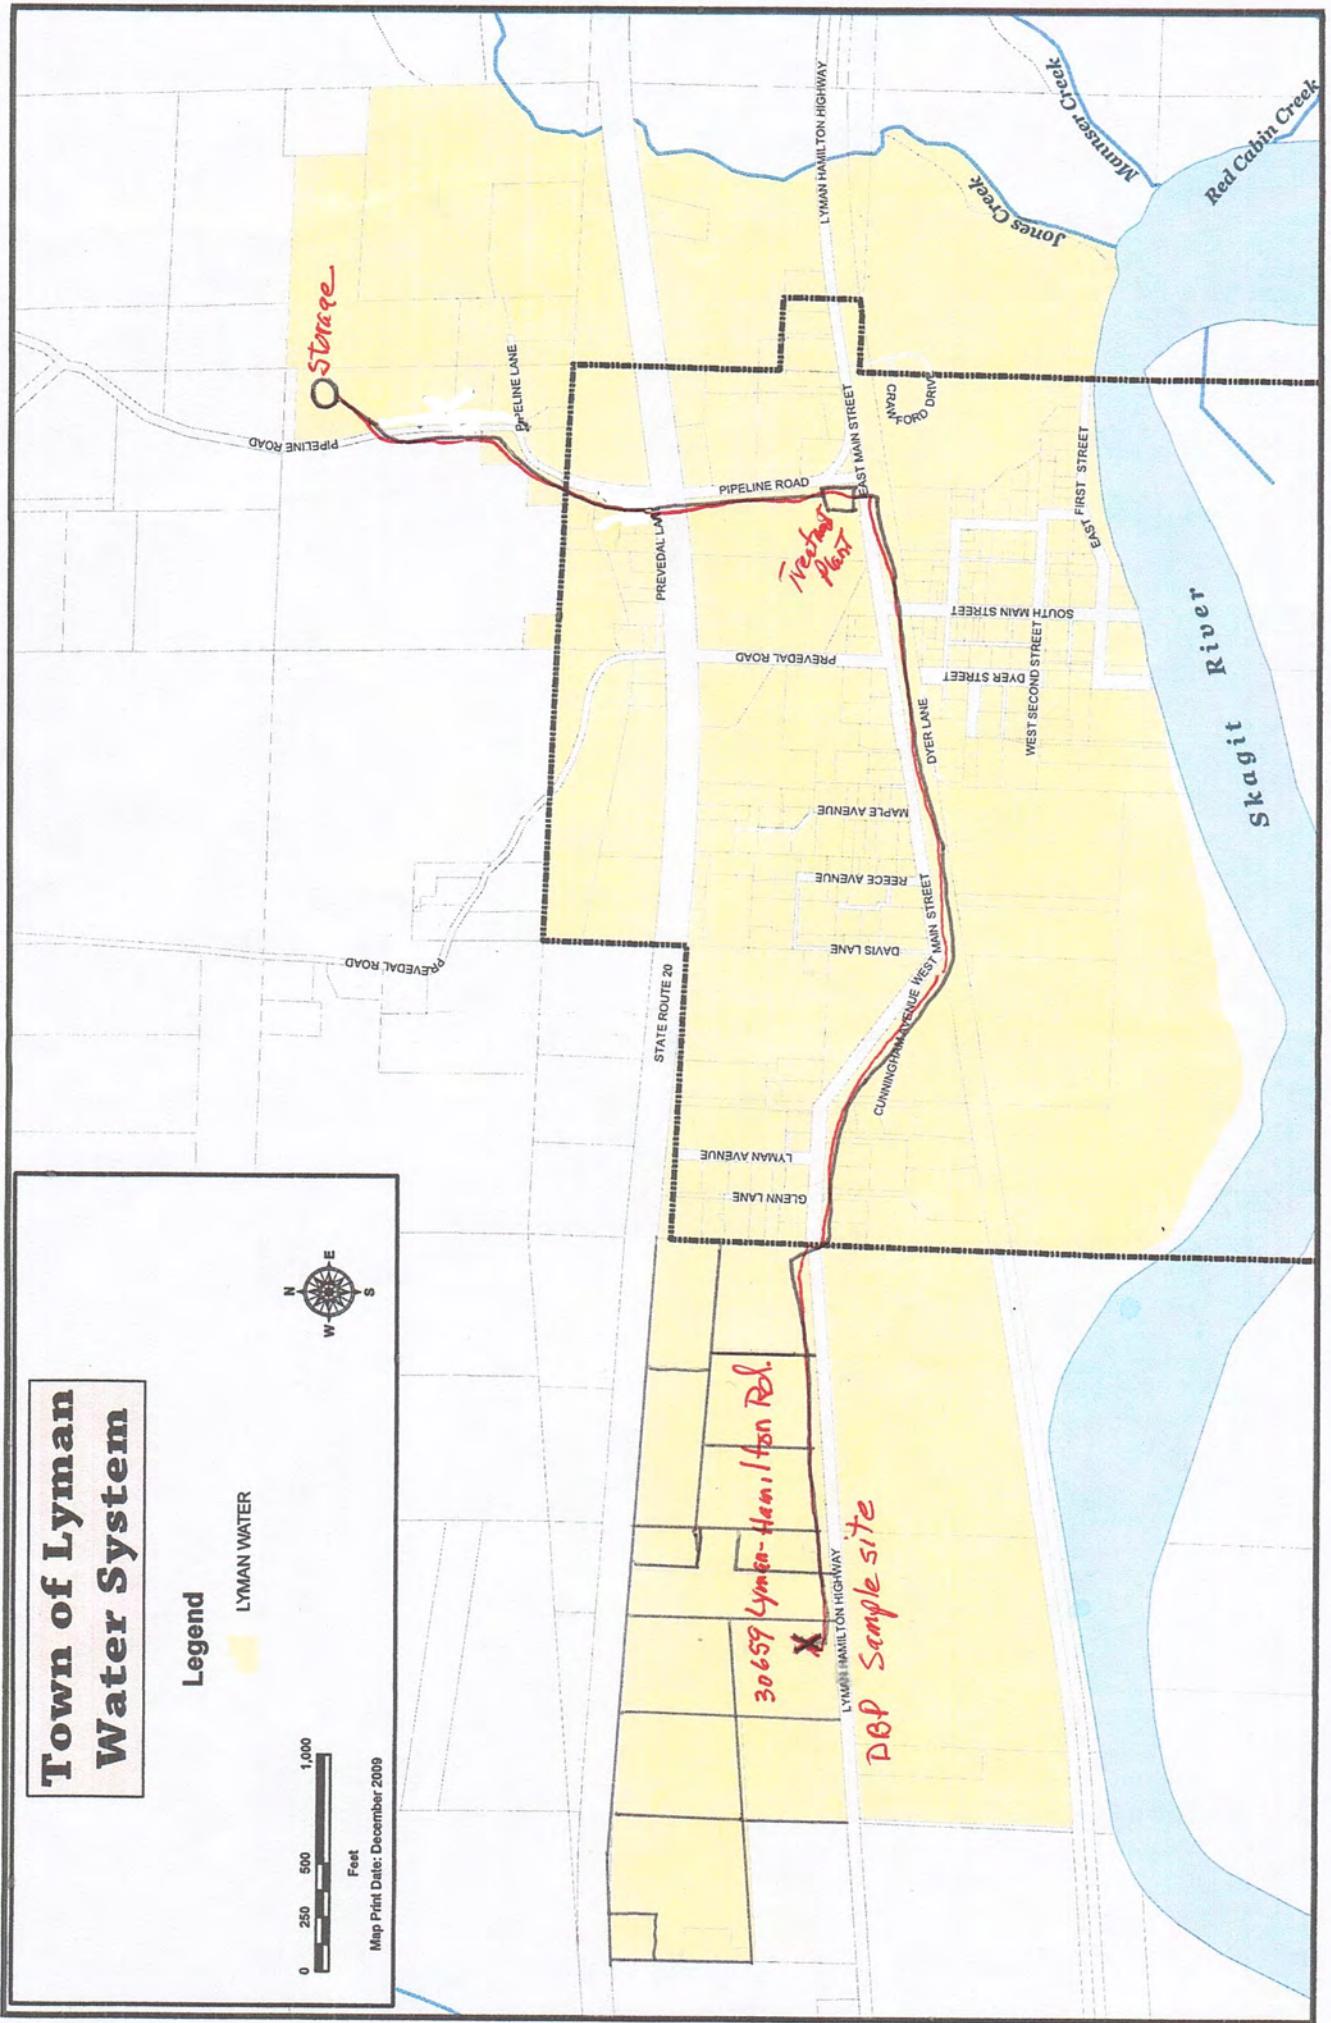 Town of Lyman
Water System
Legend
LYMAN WATER
N
W
E
S
0
250
500
1,000
Feet
Map Print Date: December 2009
Storage
PIPELINE ROAD
PIPELINE LANE
PREVEDAL LA
PIPELINE ROAD
Treatment
Plant
LYMAN HAMILTON HIGHWAY
EAST MAIN STREET
CRAW
FORD DRIVE
Jones Creek
Mannser Creek
Red Cabin Creek
EAST FIRST STREET
SOUTH MAIN STREET
WEST SECOND STREET
DYER STREET
PREVEDAL ROAD
PREVEDAL ROAD
DYER LANE
MAPLE AVENUE
REECE AVENUE
DAVIS LANE
WEST MAIN STREET
CUNNINGHAM AVENUE
STATE ROUTE 20
LYMAN AVENUE
GLENN LANE
Skagit River
30659 Lyman-Hamilton Rd.
X
LYMAN HAMILTON HIGHWAY
DBP Sample site